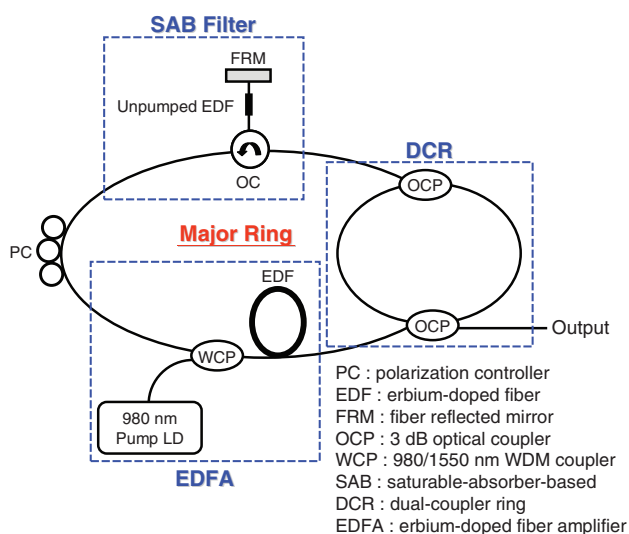 SAB Filter
FRM
Unpumped EDF
OC
DCR
OCP
Major Ring
PC
EDF
OCP
Output
WCP
980 nm
Pump LD
EDFA
PC : polarization controller
EDF : erbium-doped fiber
FRM : fiber reflected mirror
OCP : 3 dB optical coupler
WCP : 980/1550 nm WDM coupler
SAB : saturable-absorber-based
DCR : dual-coupler ring
EDFA : erbium-doped fiber amplifier